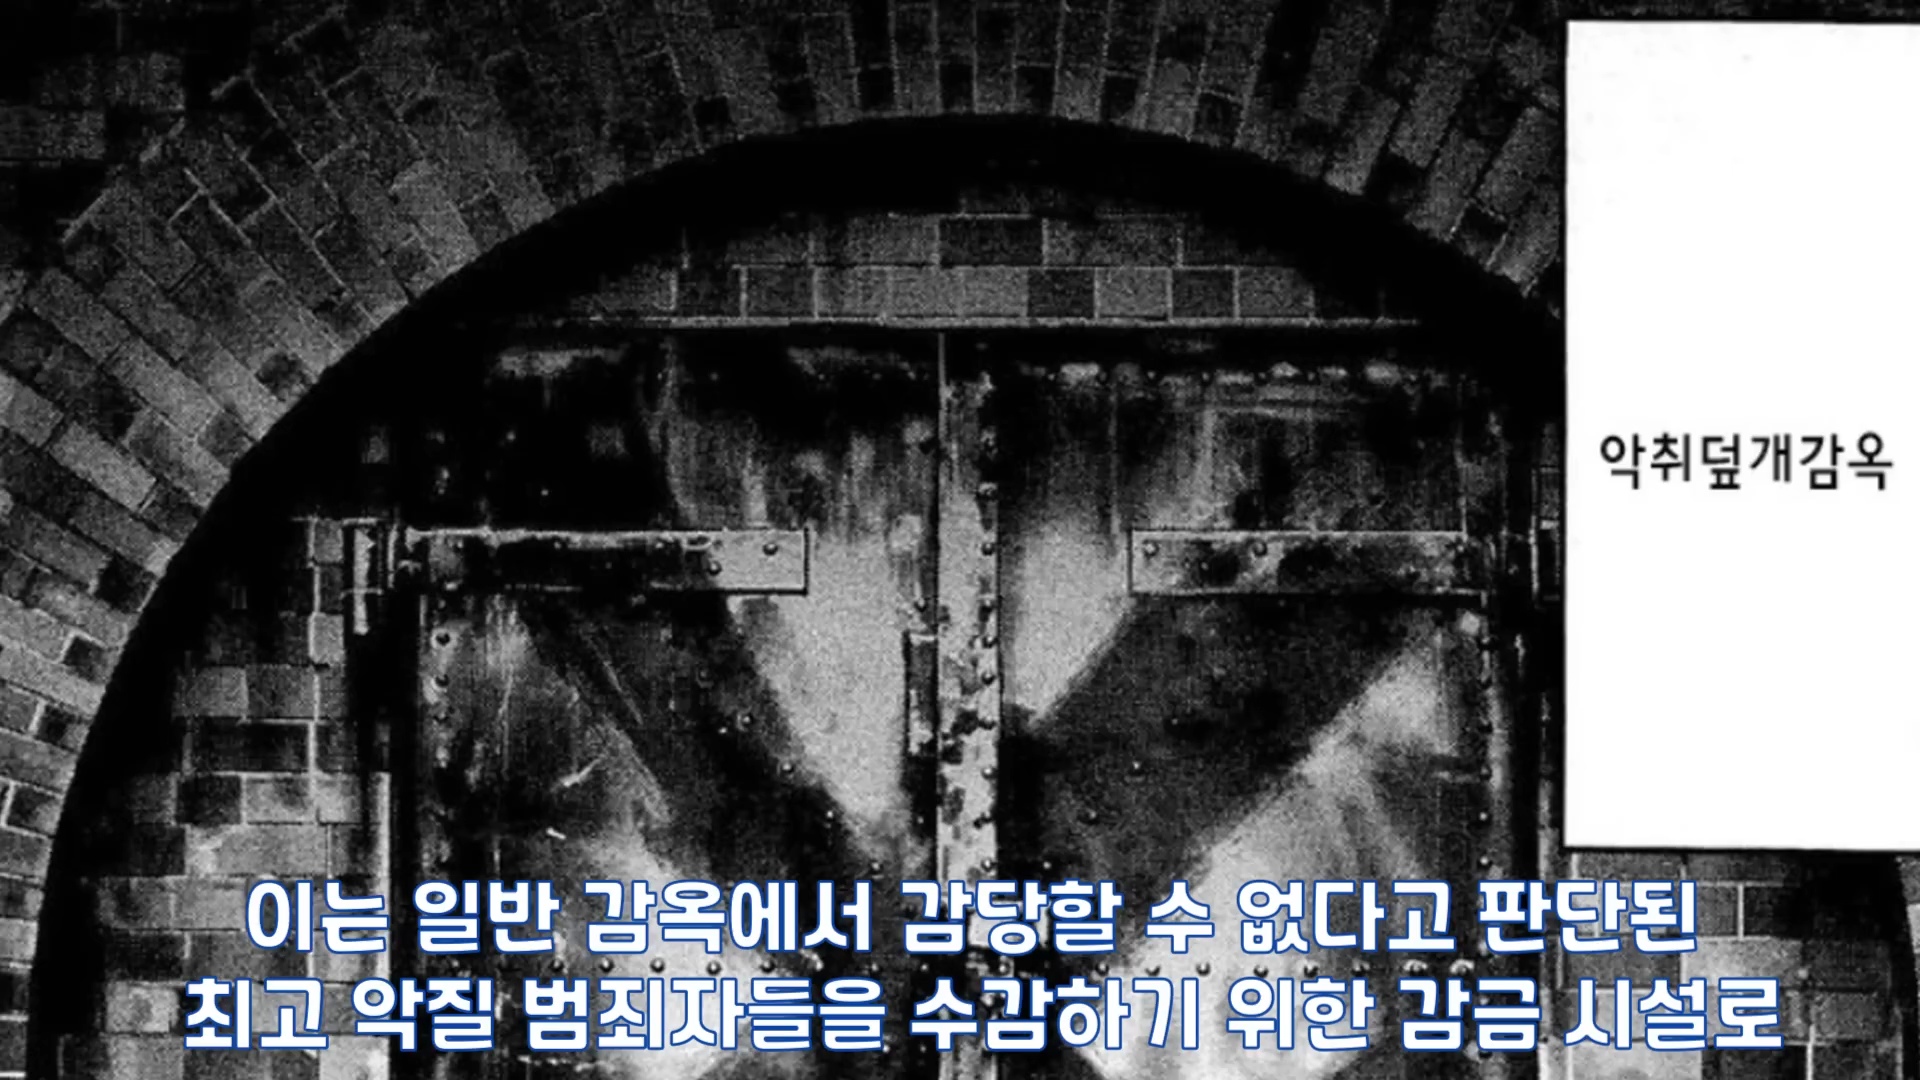 악취덮개감옥
이는 일반 감옥에서 감당할 수 없다고 판단된
최고 악질 범죄자들을 수감하기 위한 감금 시설로